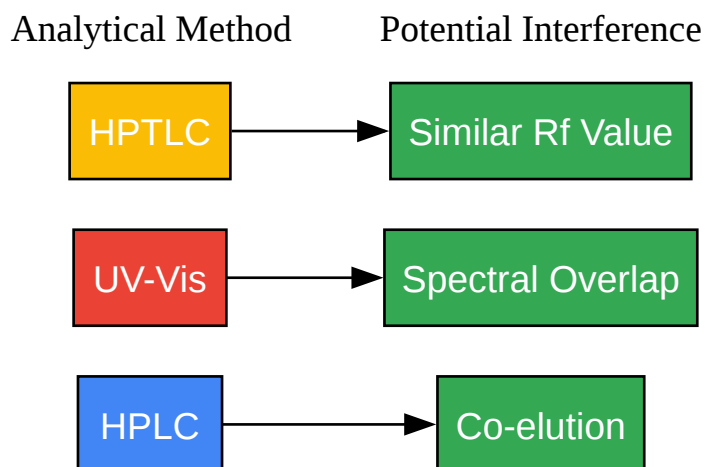 Analytical Method Potential Interference
HPTLC Similar Rf Value
UV-Vis Spectral Overlap
HPLC Co-elution